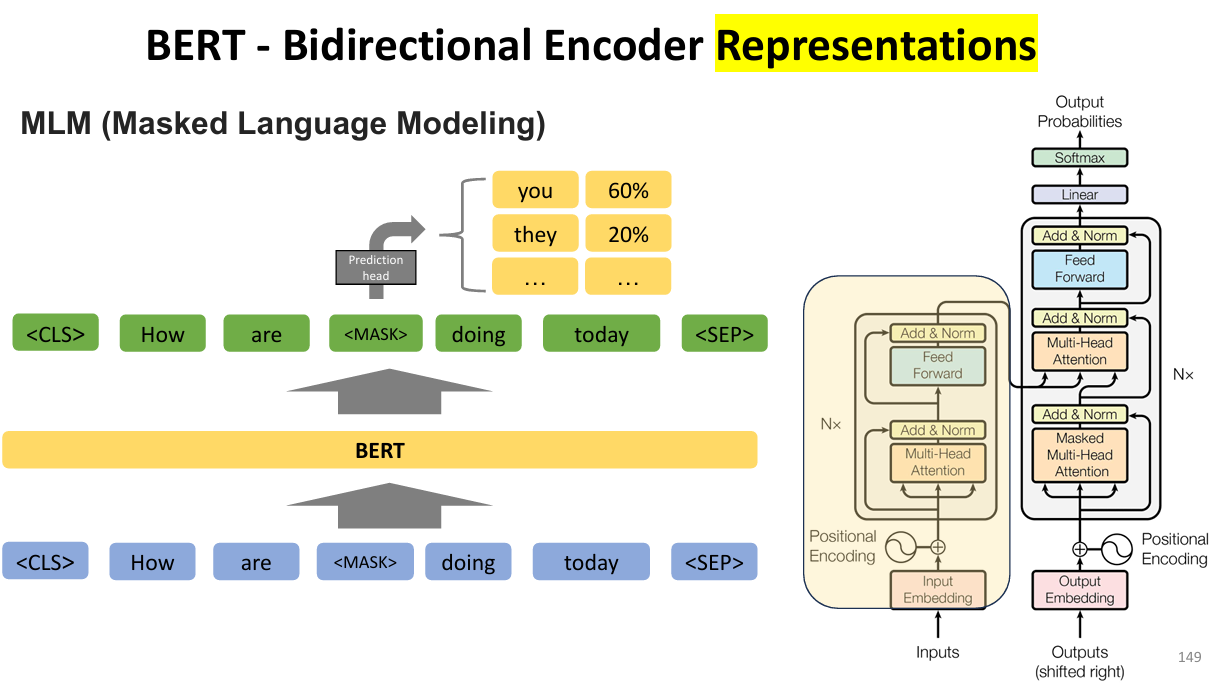 BERT - Bidirectional Encoder Representations
MLM (Masked Language Modeling)
you 60%
they 20%
... ...
Prediction
head
<CLS> How are <MASK> doing today <SEP>
BERT
<CLS> How are <MASK> doing today <SEP>
Output
Probabilities
Softmax
Linear
Add & Norm
Feed
Forward
Add & Norm
Multi-Head
Attention
Add & Norm
Masked
Multi-Head
Attention
N×
Positional
Encoding
Output
Embedding
Outputs
(shifted right)
Add & Norm
Feed
Forward
N×
Add & Norm
Multi-Head
Attention
Positional
Encoding
Input
Embedding
Inputs
149